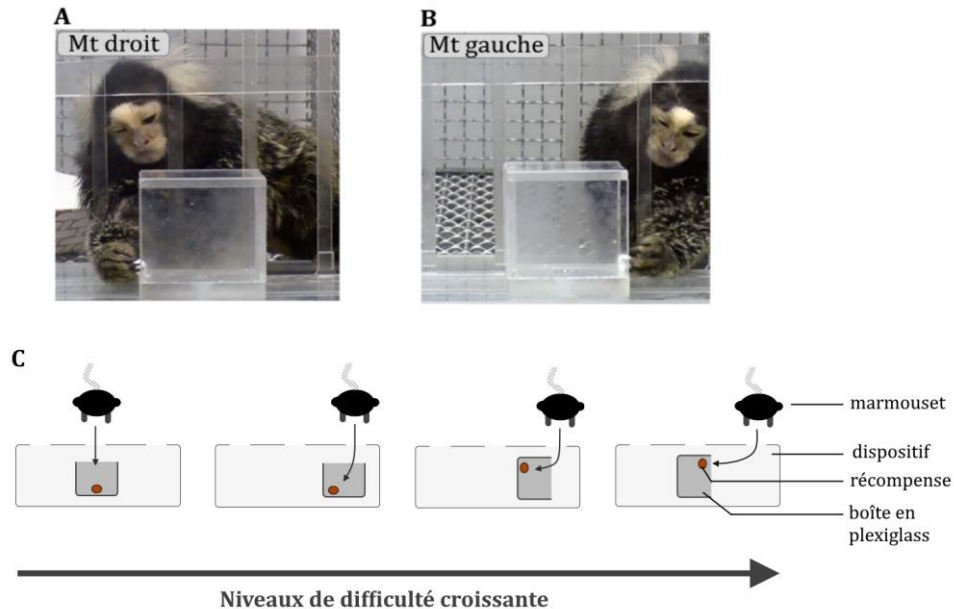 A
Mt droit
B
Mt gauche
C
marmouset
dispositif
récompense
boîte en
plexiglass
Niveaux de difficulté croissante